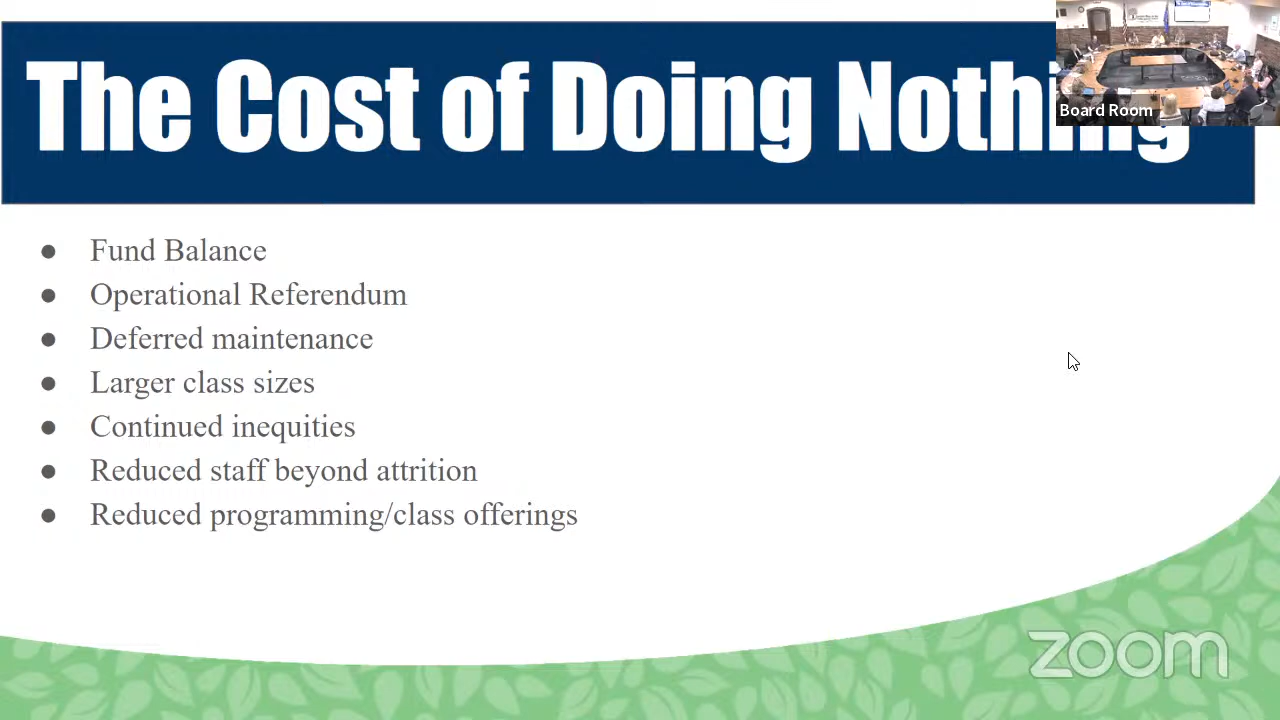 The Cost of Doing Nothing
Board Room
● Fund Balance
● Operational Referendum
● Deferred maintenance
● Larger class sizes
● Continued inequities
● Reduced staff beyond attrition
● Reduced programming/class offerings
zoom